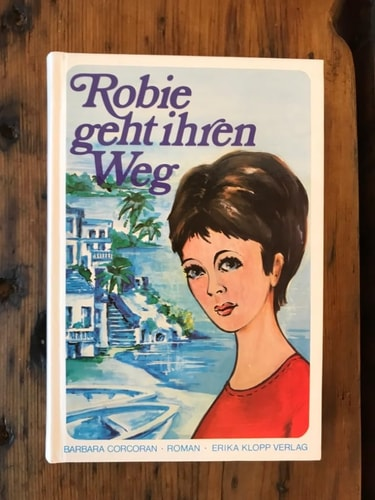 Robie
geht ihren
Weg
BARBARA CORCORAN · ROMAN · ERIKA KLOPP VERLAG